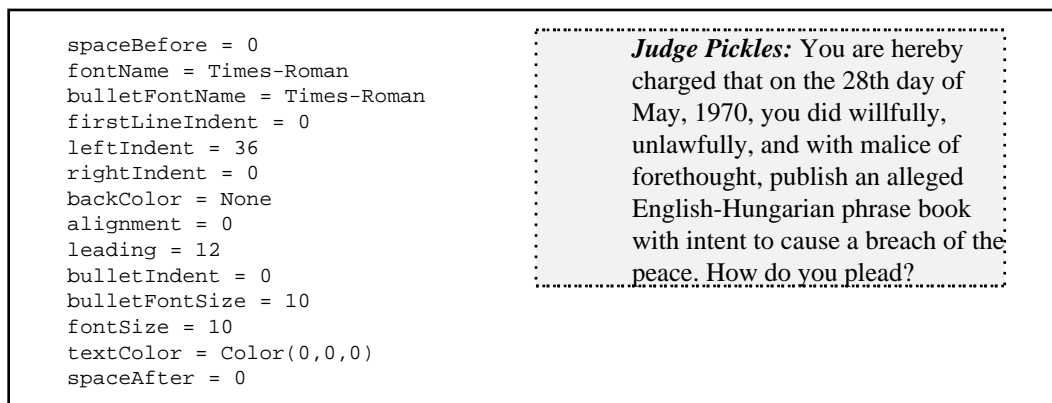 spaceBefore = 0
fontName = Times-Roman
bulletFontName = Times-Roman
firstLineIndent = 0
leftIndent = 36
rightIndent = 0
backColor = None
alignment = 0
leading = 12
bulletIndent = 0
bulletFontSize = 10
fontSize = 10
textColor = Color(0,0,0)
spaceAfter = 0
Judge Pickles: You are hereby
charged that on the 28th day of
May, 1970, you did willfully,
unlawfully, and with malice of
forethought, publish an alleged
English-Hungarian phrase book
with intent to cause a breach of the
peace. How do you plead?